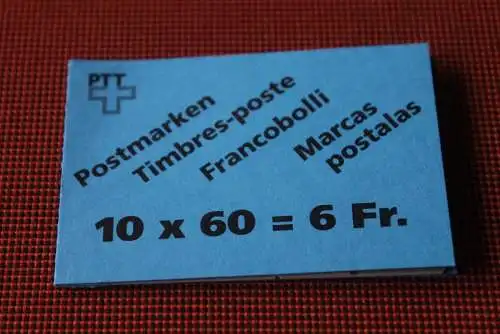 PTT
Postmarken
Timbres-poste
Francobolli
Marcas
postalas
10 x 60 = 6 Fr.